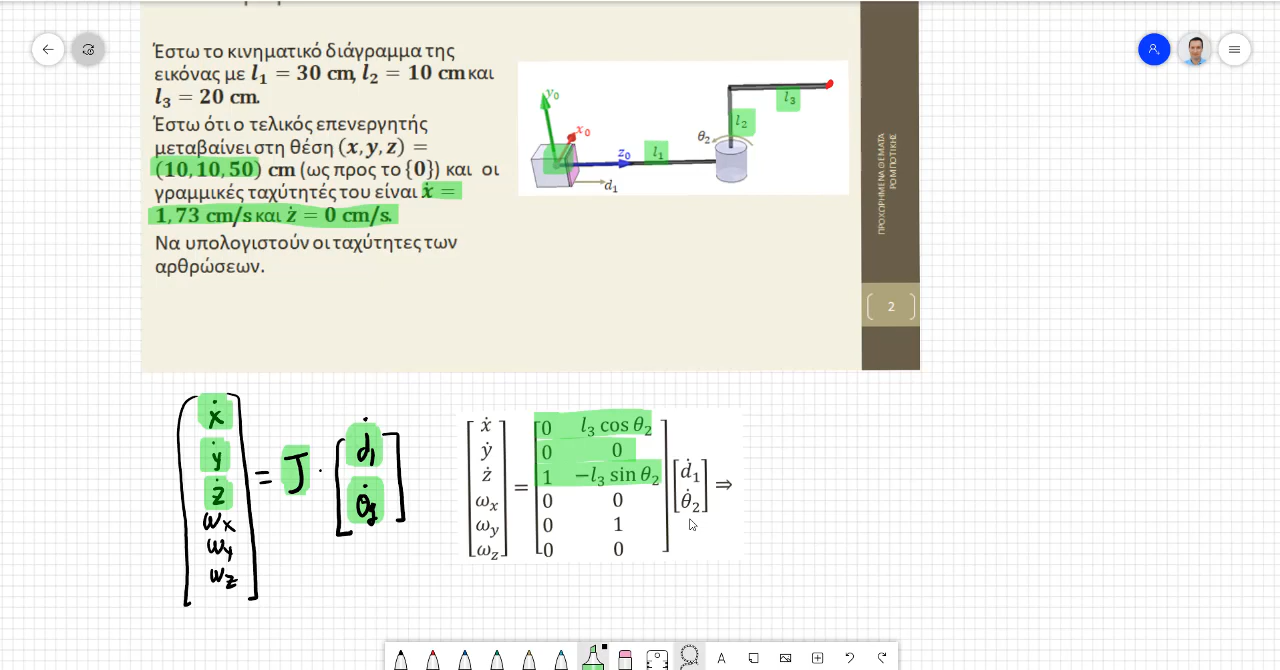 Έστω το κινηματικό διάγραμμα της
εικόνας με l₁ = 30 cm, l₂ = 10 cm και
l₃ = 20 cm.
Έστω ότι ο τελικός επενεργητής
μεταβαίνει στη θέση (x, y, z) =
(10, 10, 50) cm (ως προς το {0}) και οι
γραμμικές ταχύτητές του είναι ẋ =
1,73 cm/s και ż = 0 cm/s.
Να υπολογιστούν οι ταχύτητες των
αρθρώσεων.
y₀
x₀
z₀
l₁
d₁
θ₂
l₂
l₃
ΠΡΟΧΩΡΗΜΕΝΑ ΘΕΜΑΤΑ
ΡΟΜΠΟΤΙΚΗΣ
2
ẋ
ẏ
ż
ωx
ωy
ωz
= J ·
ḋ₁
θ̇₂
ẋ
ẏ
ż
ωx
ωy
ωz
=
0 l₃ cos θ₂
0 0
1 −l₃ sin θ₂
0 0
0 1
0 0
ḋ₁
θ̇₂
⇒
A